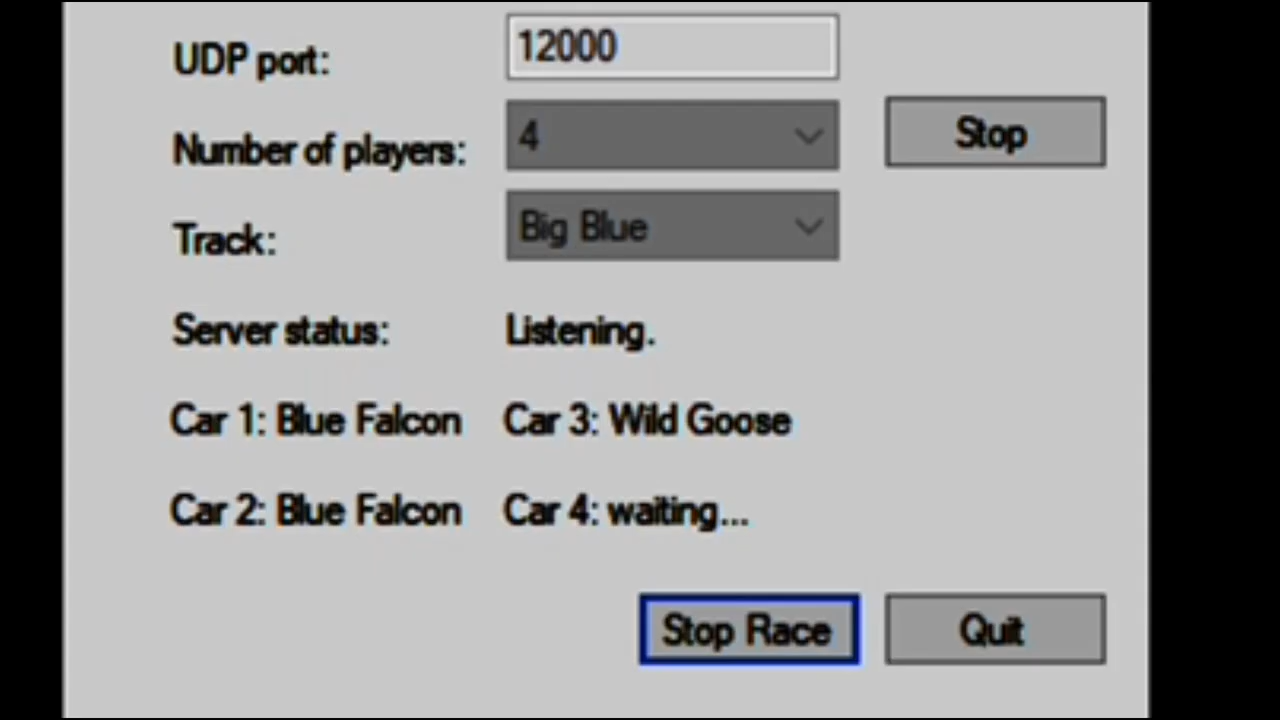 UDP port: 12000
Number of players: 4 Stop
Track: Big Blue
Server status: Listening.
Car 1: Blue Falcon Car 3: Wild Goose
Car 2: Blue Falcon Car 4: waiting...
Stop Race Quit